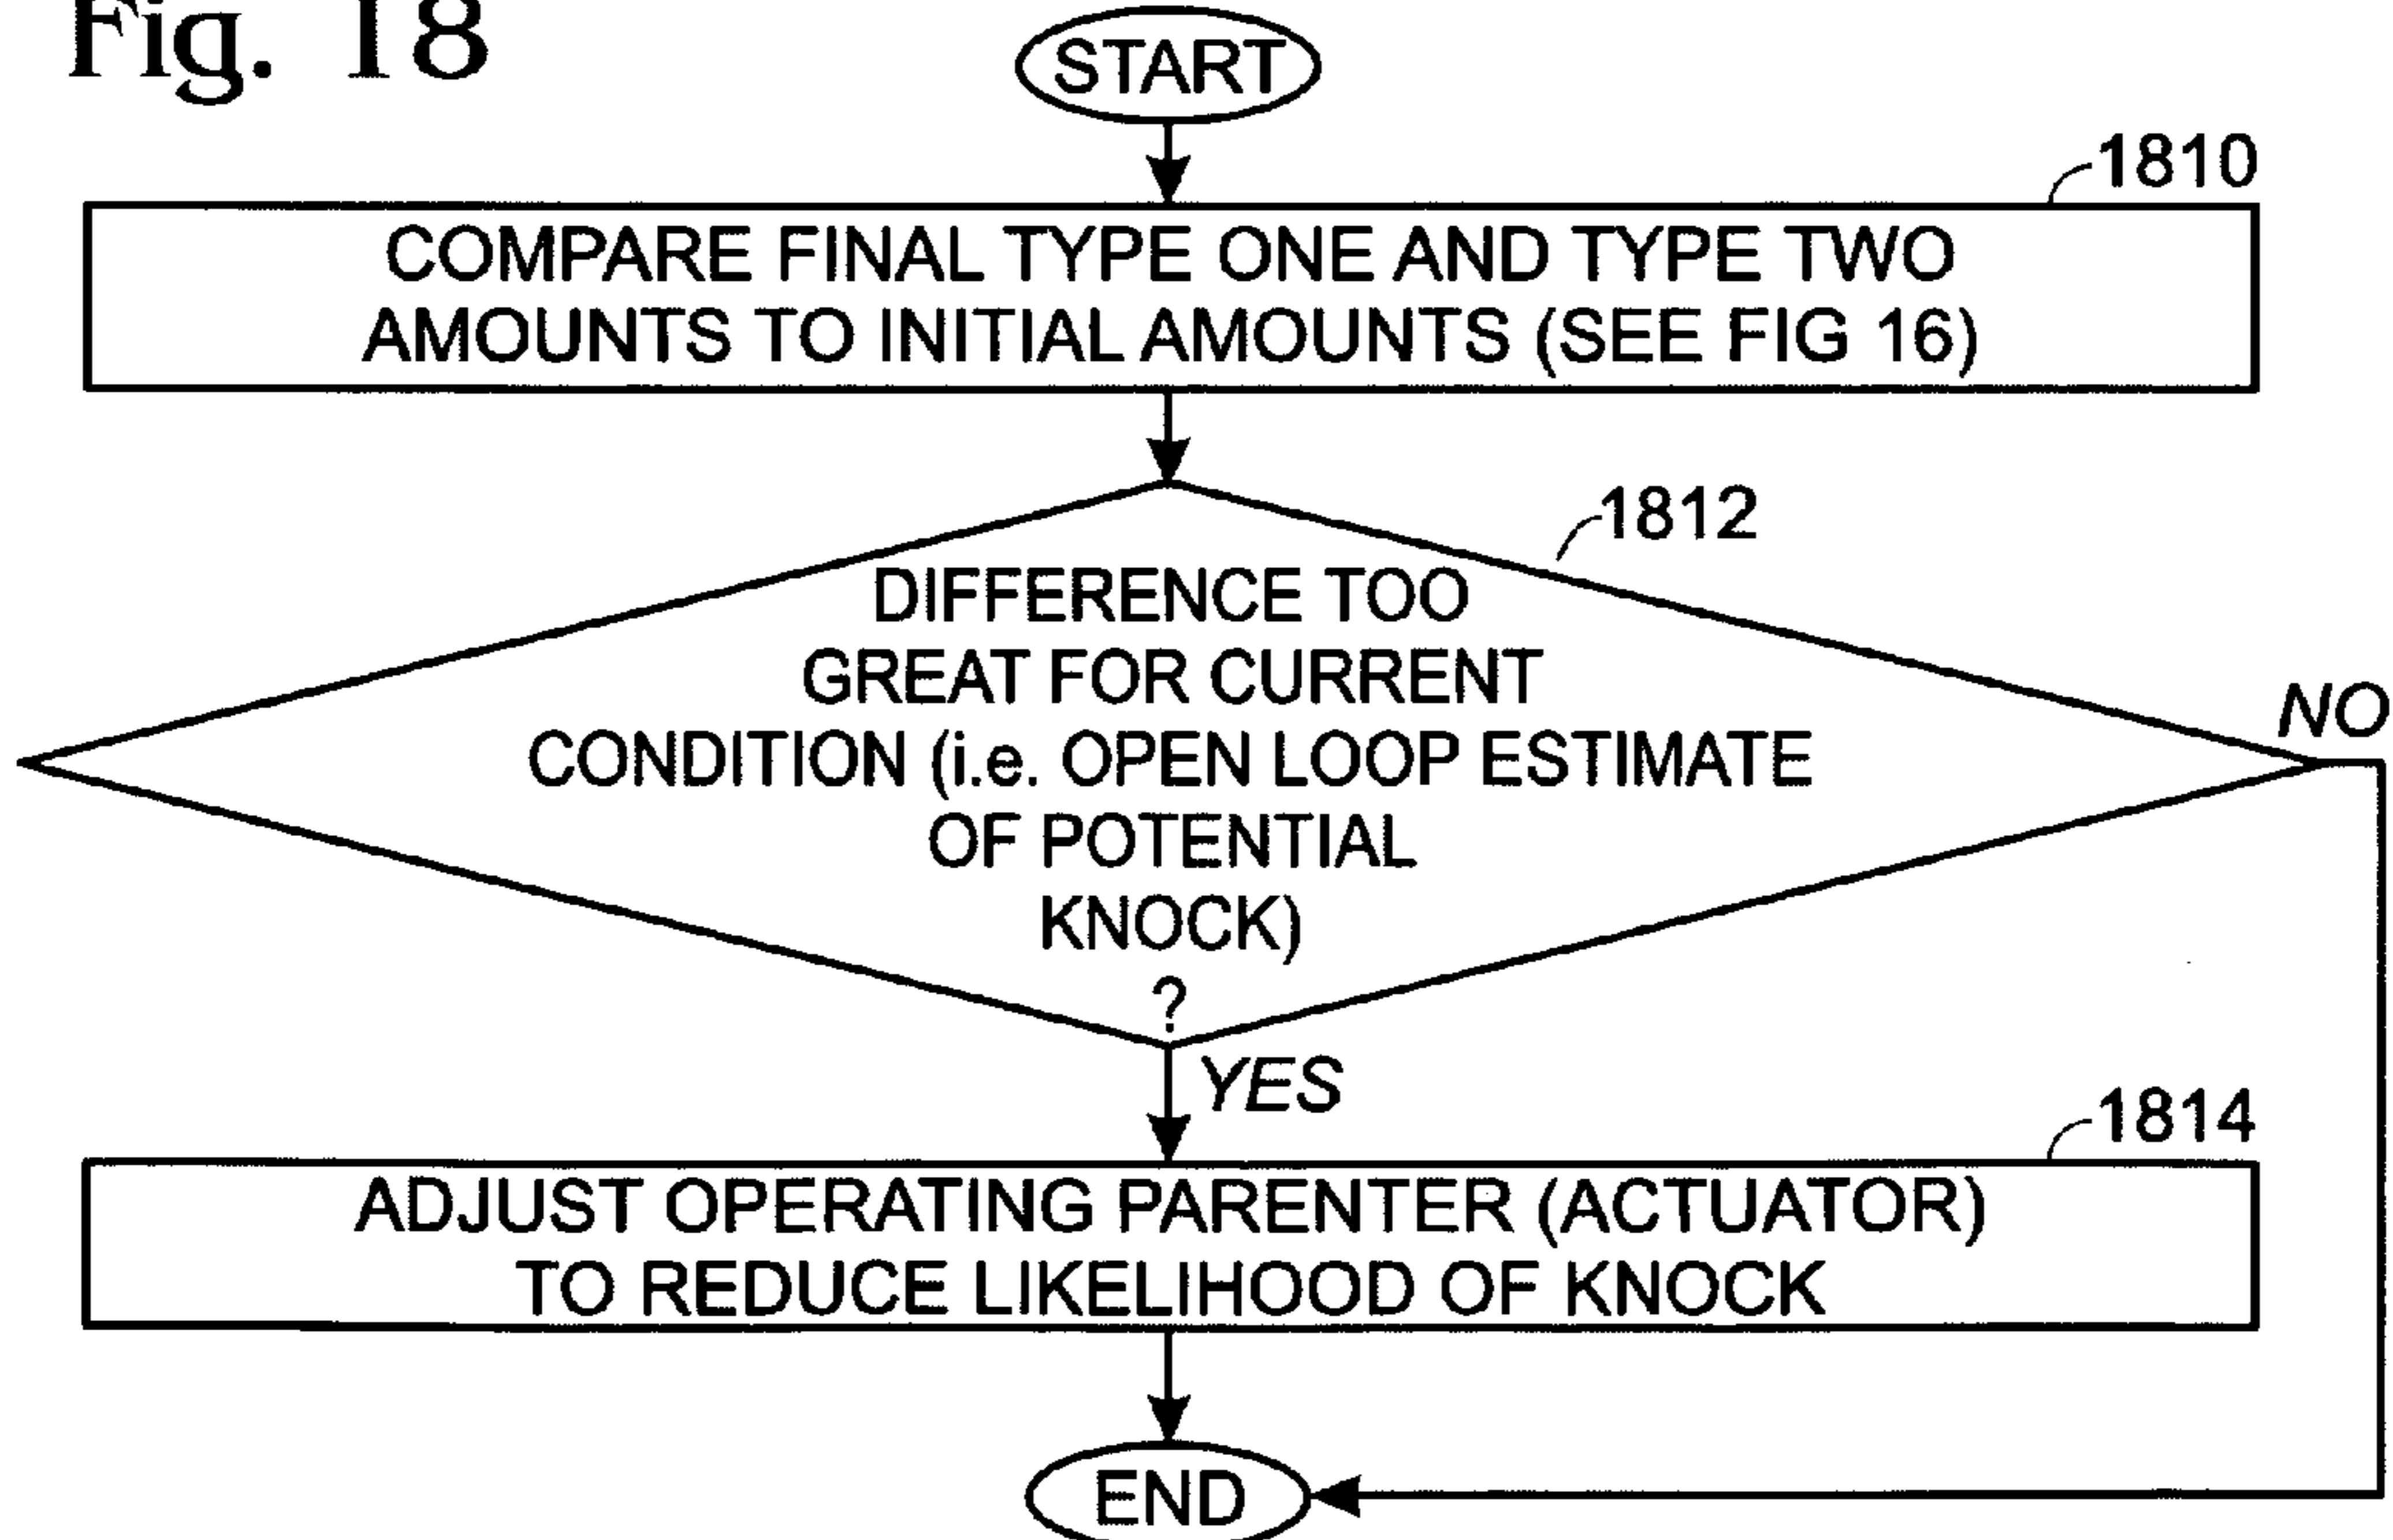 Fig. 18
START
1810
COMPARE FINAL TYPE ONE AND TYPE TWO
AMOUNTS TO INITIAL AMOUNTS (SEE FIG 16)
1812
DIFFERENCE TOO
GREAT FOR CURRENT
CONDITION (i.e. OPEN LOOP ESTIMATE
OF POTENTIAL
KNOCK)
?
NO
YES
1814
ADJUST OPERATING PARENTER (ACTUATOR)
TO REDUCE LIKELIHOOD OF KNOCK
END